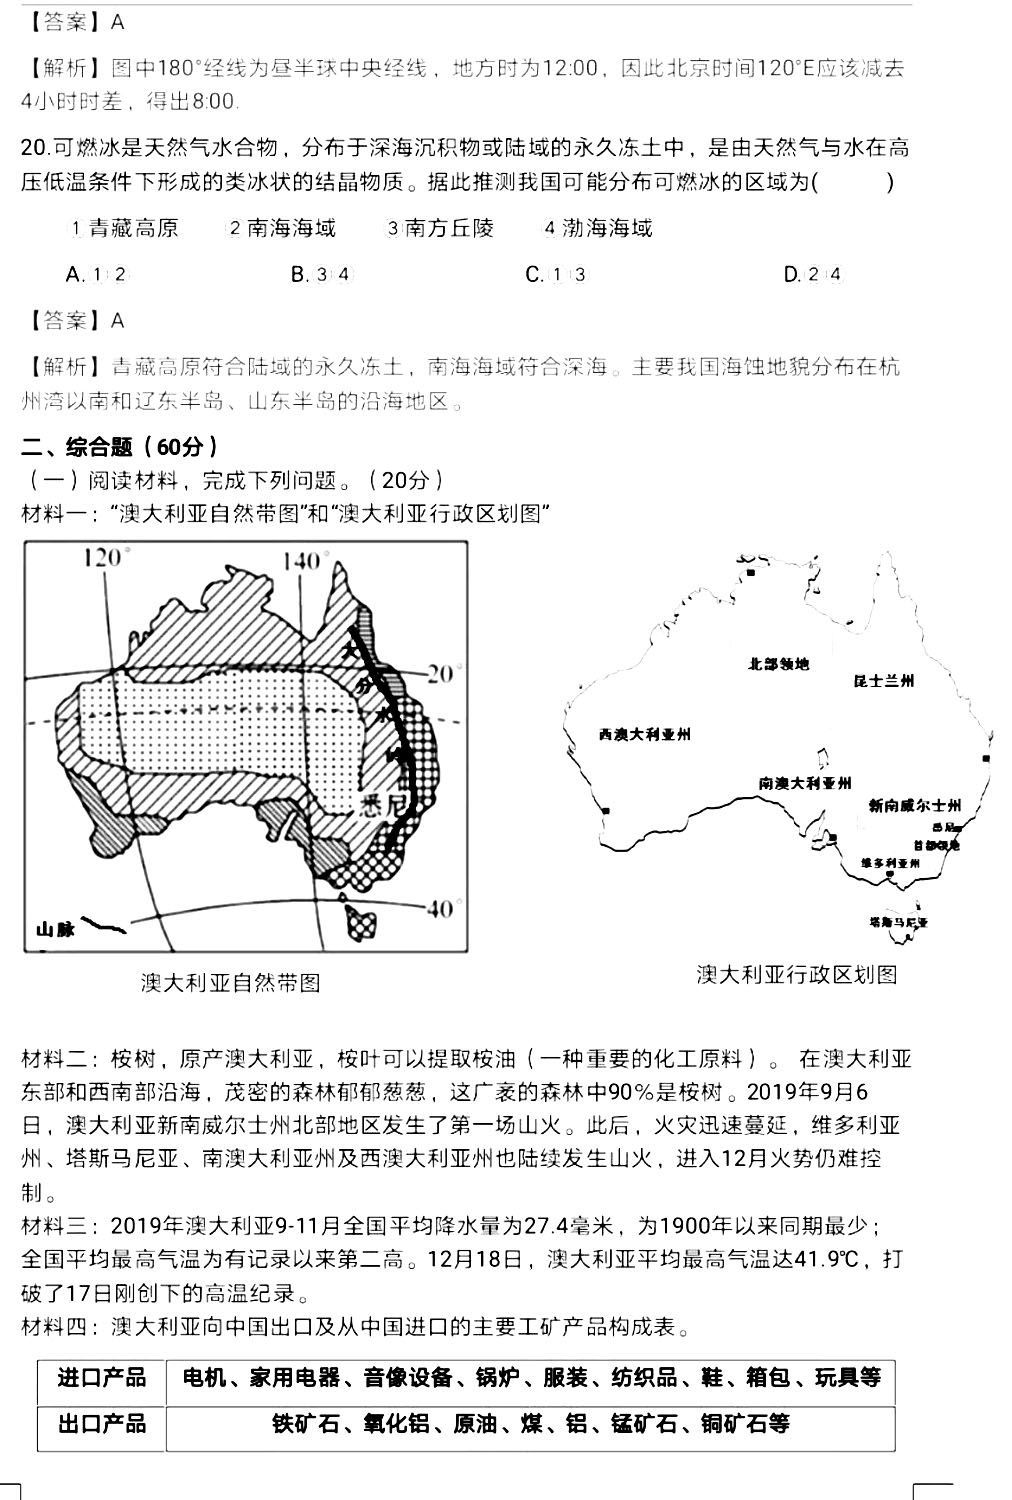 【答案】A
【解析】图中180°经线为昼半球中央经线，地方时为12:00，因此北京时间120°E应该减去
4小时时差，得出8:00.
20.可燃冰是天然气水合物，分布于深海沉积物或陆域的永久冻土中，是由天然气与水在高
压低温条件下形成的类冰状的结晶物质。据此推测我国可能分布可燃冰的区域为(　　)
1 青藏高原　2 南海海域　3 南方丘陵　4 渤海海域
A. 1 2　B. 3 4　C. 1 3　D. 2 4
【答案】A
【解析】青藏高原符合陆域的永久冻土，南海海域符合深海。主要我国海蚀地貌分布在杭
州湾以南和辽东半岛、山东半岛的沿海地区。
二、综合题（60分）
（一）阅读材料，完成下列问题。（20分）
材料一：“澳大利亚自然带图”和“澳大利亚行政区划图”
120°　140°
大
分
水
岭
20°
悉尼
40°
山脉
澳大利亚自然带图
北部领地
昆士兰州
西澳大利亚州
南澳大利亚州
新南威尔士州
悉尼
首都领地
维多利亚州
塔斯马尼亚
澳大利亚行政区划图
材料二：桉树，原产澳大利亚，桉叶可以提取桉油（一种重要的化工原料）。 在澳大利亚
东部和西南部沿海，茂密的森林郁郁葱葱，这广袤的森林中90%是桉树。2019年9月6
日，澳大利亚新南威尔士州北部地区发生了第一场山火。此后，火灾迅速蔓延，维多利亚
州、塔斯马尼亚、南澳大利亚州及西澳大利亚州也陆续发生山火，进入12月火势仍难控
制。
材料三：2019年澳大利亚9-11月全国平均降水量为27.4毫米，为1900年以来同期最少；
全国平均最高气温为有记录以来第二高。12月18日，澳大利亚平均最高气温达41.9℃，打
破了17日刚创下的高温纪录。
材料四：澳大利亚向中国出口及从中国进口的主要工矿产品构成表。
进口产品　电机、家用电器、音像设备、锅炉、服装、纺织品、鞋、箱包、玩具等
出口产品　铁矿石、氧化铝、原油、煤、铝、锰矿石、铜矿石等